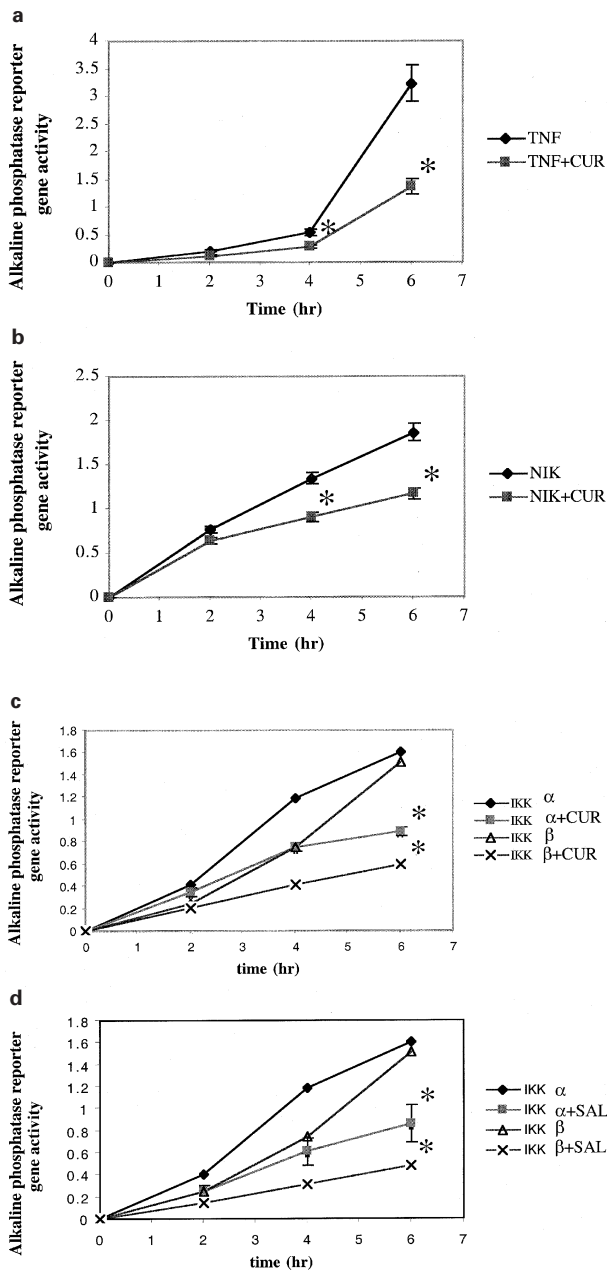 a
Alkaline phosphatase reporter
gene activity
4
3.5
3
2.5
2
1.5
1
0.5
0
0 1 2 3 4 5 6 7
Time (hr)
* *
TNF
TNF+CUR
b
Alkaline phosphatase reporter
gene activity
2.5
2
1.5
1
0.5
0
0 1 2 3 4 5 6 7
Time (hr)
* *
NIK
NIK+CUR
c
Alkaline phosphatase reporter
gene activity
1.8
1.6
1.4
1.2
1
0.8
0.6
0.4
0.2
0
0 1 2 3 4 5 6 7
time (hr)
*
*
IKK α
IKK α+CUR
IKK β
IKK β+CUR
d
Alkaline phosphatase reporter
gene activity
1.8
1.6
1.4
1.2
1
0.8
0.6
0.4
0.2
0
0 1 2 3 4 5 6 7
time (hr)
*
*
IKK α
IKK α+SAL
IKK β
IKK β+SAL